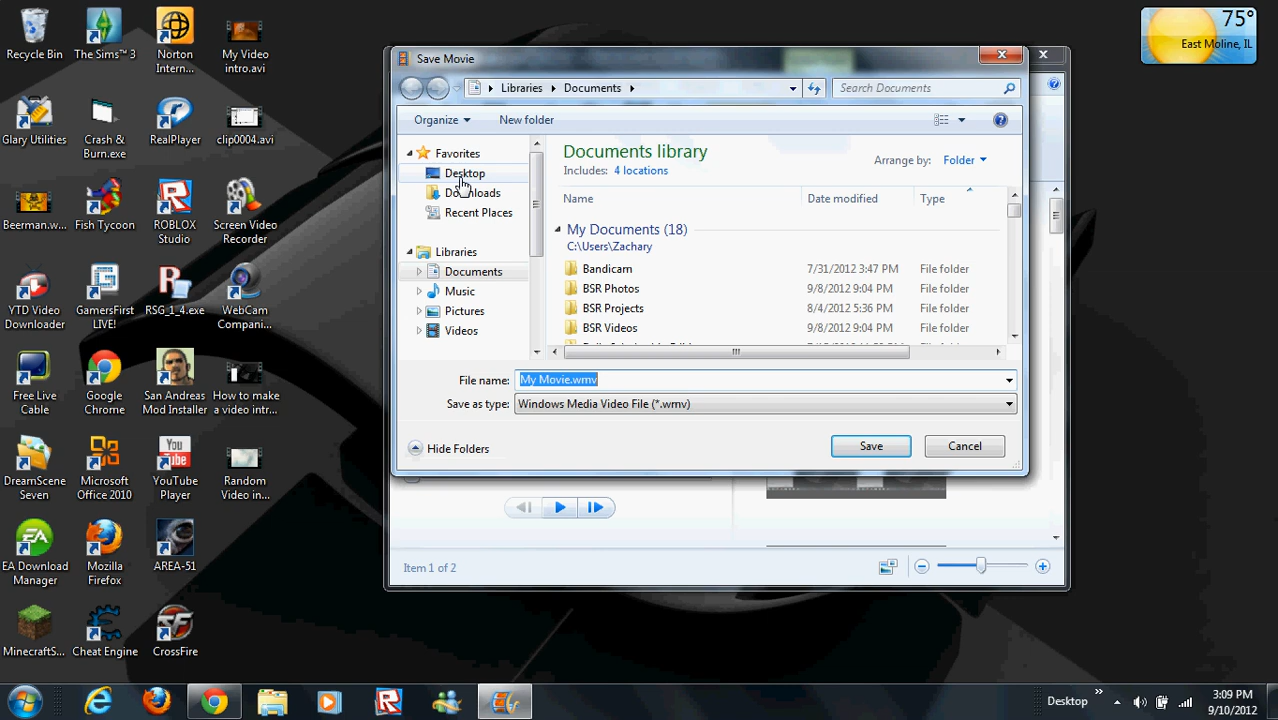 Recycle Bin
The Sims™ 3
Norton Intern...
My Video intro.avi
Glary Utilities
Crash & Burn.exe
RealPlayer
clip0004.avi
Beerman.w...
Fish Tycoon
ROBLOX Studio
Screen Video Recorder
YTD Video Downloader
GamersFirst LIVE!
RSG_1_4.exe
WebCam Compani...
Free Live Cable
Google Chrome
San Andreas Mod Installer
How to make a video intr...
DreamScene Seven
Microsoft Office 2010
YouTube Player
Random Video in...
EA Download Manager
Mozilla Firefox
AREA-51
MinecraftS...
Cheat Engine
CrossFire
75°
East Moline, IL
Save Movie
Libraries
Documents
Search Documents
Organize
New folder
Favorites
Desktop
Downloads
Recent Places
Libraries
Documents
Music
Pictures
Videos
Documents library
Includes: 4 locations
Arrange by: Folder
Name Date modified Type
My Documents (18)
C:\Users\Zachary
Bandicam 7/31/2012 3:47 PM File folder
BSR Photos 9/8/2012 9:04 PM File folder
BSR Projects 8/4/2012 5:36 PM File folder
BSR Videos 9/8/2012 9:04 PM File folder
File name: My Movie.wmv
Save as type: Windows Media Video File (*.wmv)
Hide Folders
Save
Cancel
Item 1 of 2
Desktop
3:09 PM
9/10/2012